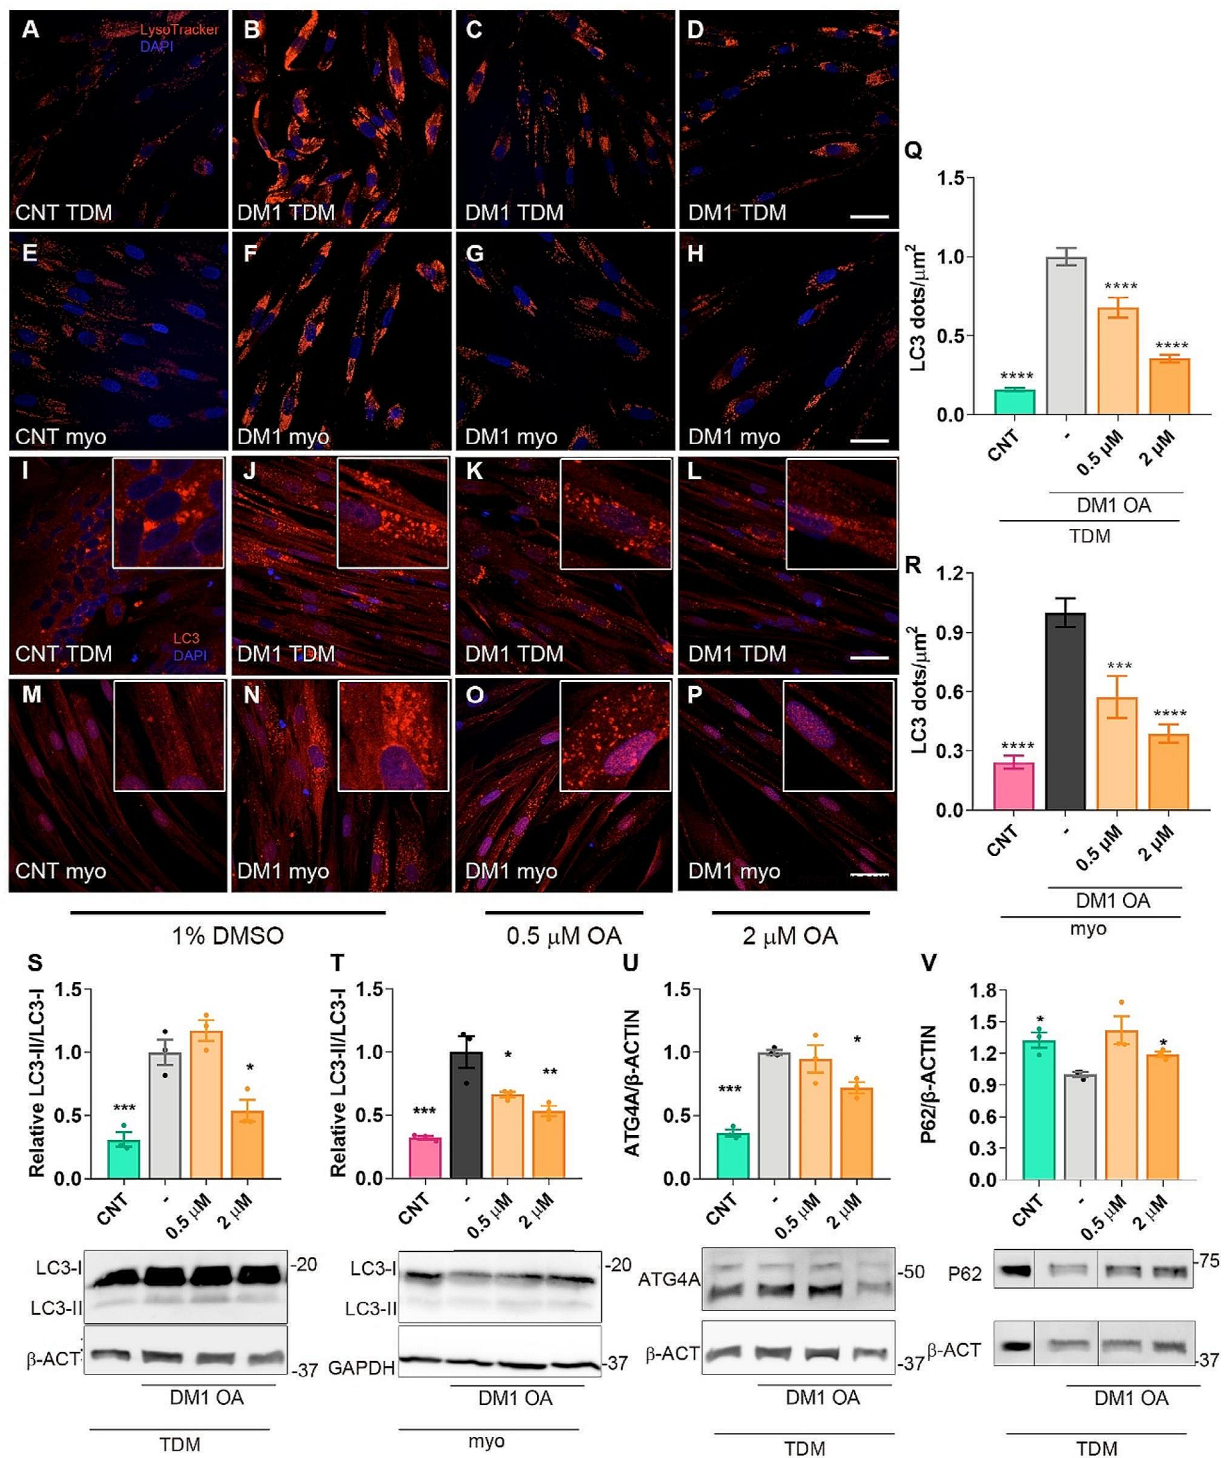 A
LysoTracker
DAPI
CNT TDM
B
DM1 TDM
C
DM1 TDM
D
DM1 TDM
E
CNT myo
F
DM1 myo
G
DM1 myo
H
DM1 myo
I
LC3
DAPI
CNT TDM
J
DM1 TDM
K
DM1 TDM
L
DM1 TDM
M
CNT myo
N
DM1 myo
O
DM1 myo
P
DM1 myo
1% DMSO
0.5 μM OA
2 μM OA
Q
LC3 dots/μm²
1.5
1.0
0.5
0.0
****
****
****
CNT
-
0.5 μM
2 μM
DM1 OA
TDM
R
LC3 dots/μm²
1.2
0.9
0.6
0.3
0.0
****
***
****
CNT
-
0.5 μM
2 μM
DM1 OA
myo
S
Relative LC3-II/LC3-I
1.5
1.0
0.5
0.0
***
*
CNT
-
0.5 μM
2 μM
LC3-I
LC3-II
-20
β-ACT
-37
DM1 OA
TDM
T
Relative LC3-II/LC3-I
1.5
1.0
0.5
0.0
***
*
**
CNT
-
0.5 μM
2 μM
LC3-I
LC3-II
-20
GAPDH
-37
DM1 OA
myo
U
ATG4A/β-ACTIN
1.5
1.0
0.5
0.0
***
*
CNT
-
0.5 μM
2 μM
ATG4A
-50
β-ACT
-37
DM1 OA
TDM
V
P62/β-ACTIN
1.8
1.5
1.2
0.9
0.6
0.3
0.0
*
*
CNT
-
0.5 μM
2 μM
P62
-75
β-ACT
-37
DM1 OA
TDM